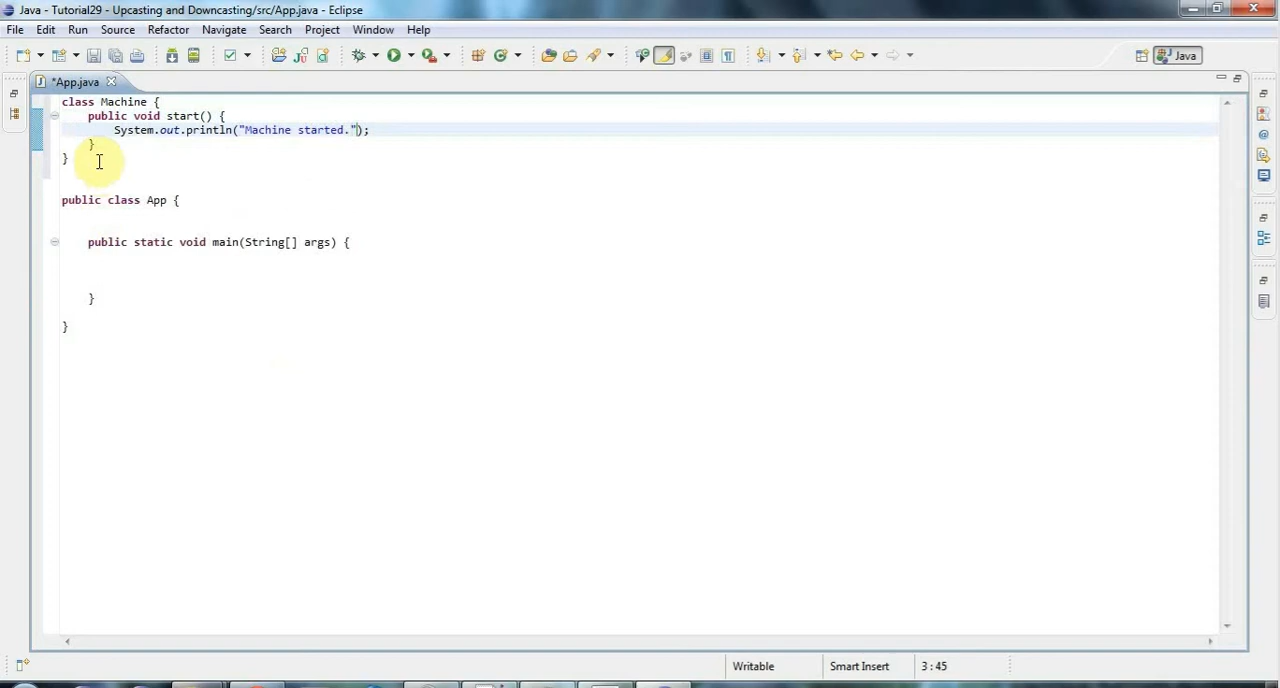 Java - Tutorial29 - Upcasting and Downcasting/src/App.java - Eclipse
File Edit Run Source Refactor Navigate Search Project Window Help
Java
*App.java
class Machine {
public void start() {
System.out.println("Machine started.");
}
}
public class App {
public static void main(String[] args) {
}
}
Writable Smart Insert 3 : 45